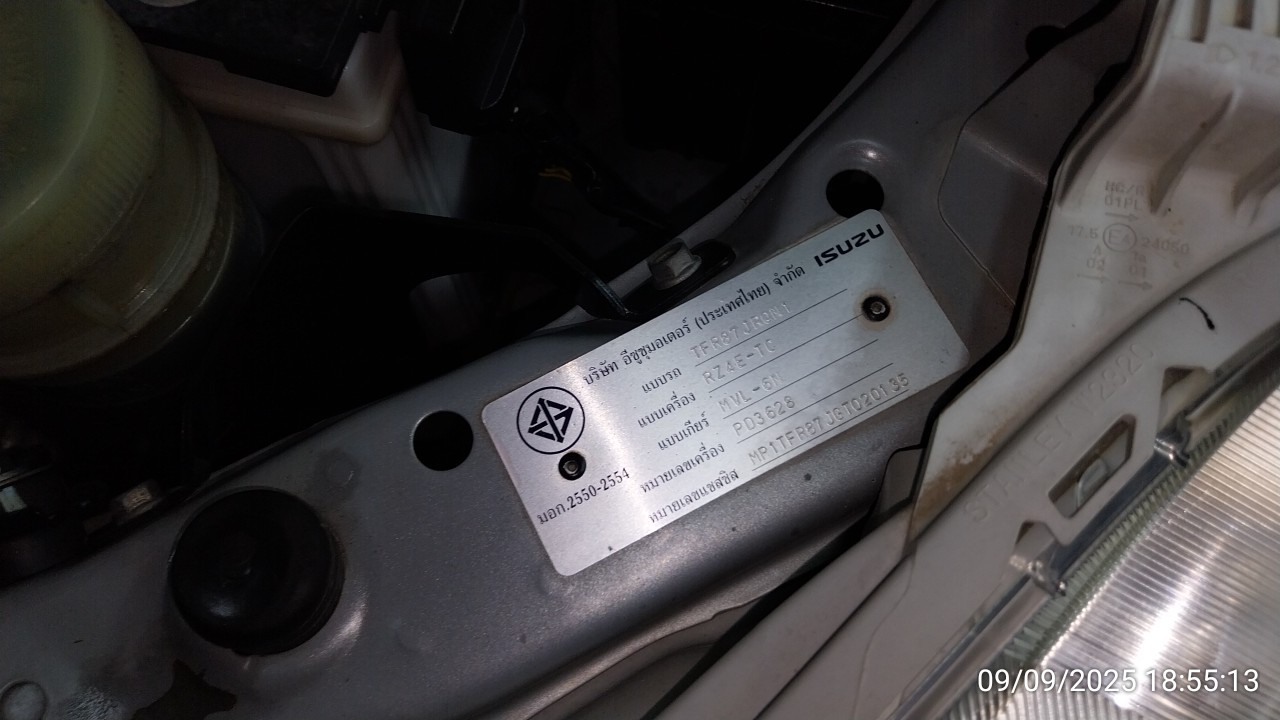 ISUZU
บริษัท อีซูซุมอเตอร์ (ประเทศไทย) จำกัด
แบบรถ TFR87JRGN1
แบบเครื่อง RZ4E-TC
แบบเกียร์ MVL-6N
หมายเลขเครื่อง PD3628
หมายเลขแชสซิส MP1TFR87JGT020135
มอก.2550-2554
09/09/2025 18:55:13